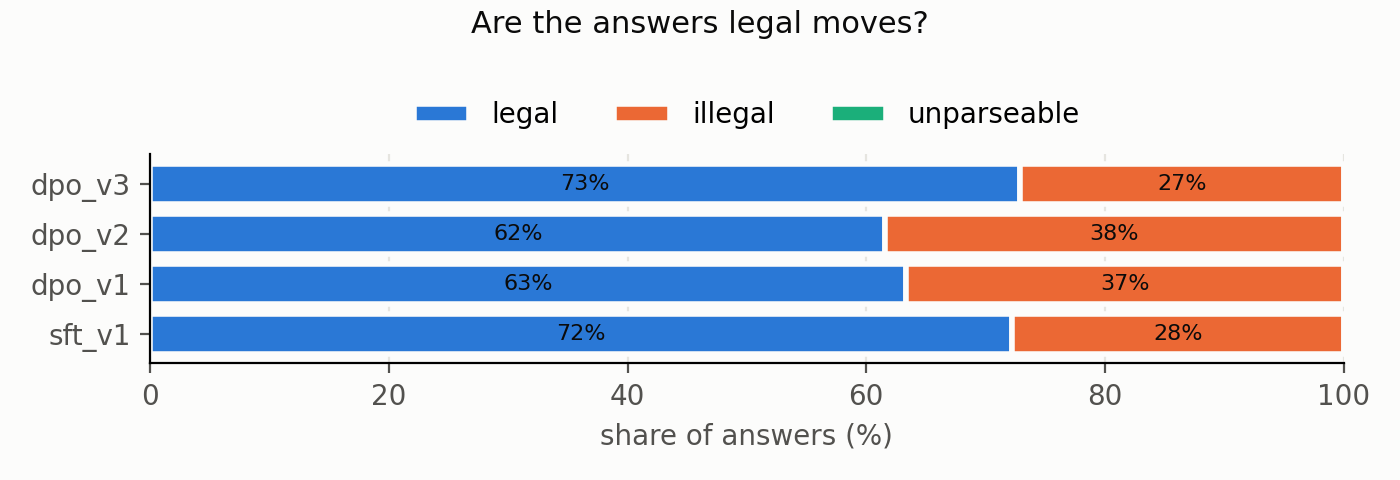 Are the answers legal moves?
legal illegal unparseable
dpo_v3 73% 27%
dpo_v2 62% 38%
dpo_v1 63% 37%
sft_v1 72% 28%
0 20 40 60 80 100
share of answers (%)